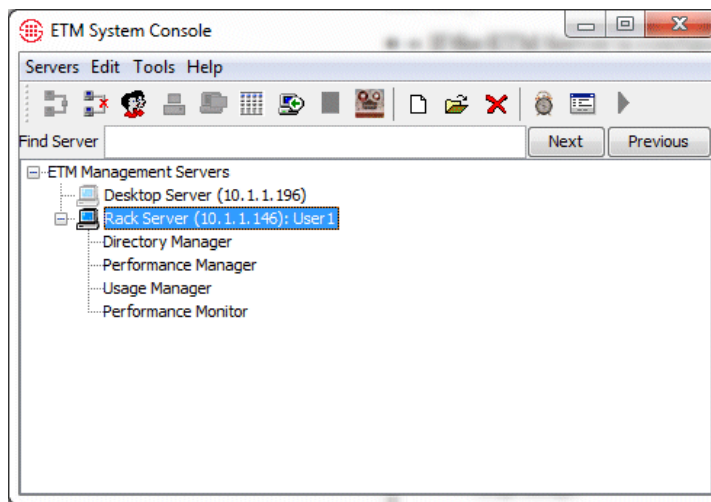 ETM System Console
Servers Edit Tools Help
Find Server Next Previous
ETM Management Servers
Desktop Server (10.1.1.196)
Rack Server (10.1.1.146): User1
Directory Manager
Performance Manager
Usage Manager
Performance Monitor